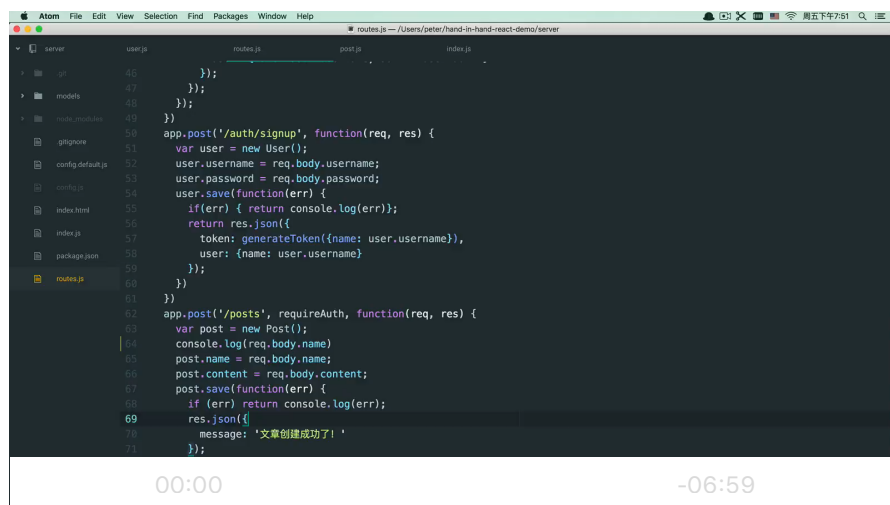 Atom File Edit View Selection Find Packages Window Help 周五下午7:51
routes.js — /Users/peter/hand-in-hand-react-demo/server
server user.js routes.js post.js index.js
.git
models
node_modules
.gitignore
config.default.js
config.js
index.html
index.js
package.json
routes.js
46 });
47 });
48 });
49 })
50 app.post('/auth/signup', function(req, res) {
51 var user = new User();
52 user.username = req.body.username;
53 user.password = req.body.password;
54 user.save(function(err) {
55 if(err) { return console.log(err)};
56 return res.json({
57 token: generateToken({name: user.username}),
58 user: {name: user.username}
59 });
60 })
61 })
62 app.post('/posts', requireAuth, function(req, res) {
63 var post = new Post();
64 console.log(req.body.name)
65 post.name = req.body.name;
66 post.content = req.body.content;
67 post.save(function(err) {
68 if (err) return console.log(err);
69 res.json({
70 message: '文章创建成功了! '
71 });
00:00 -06:59